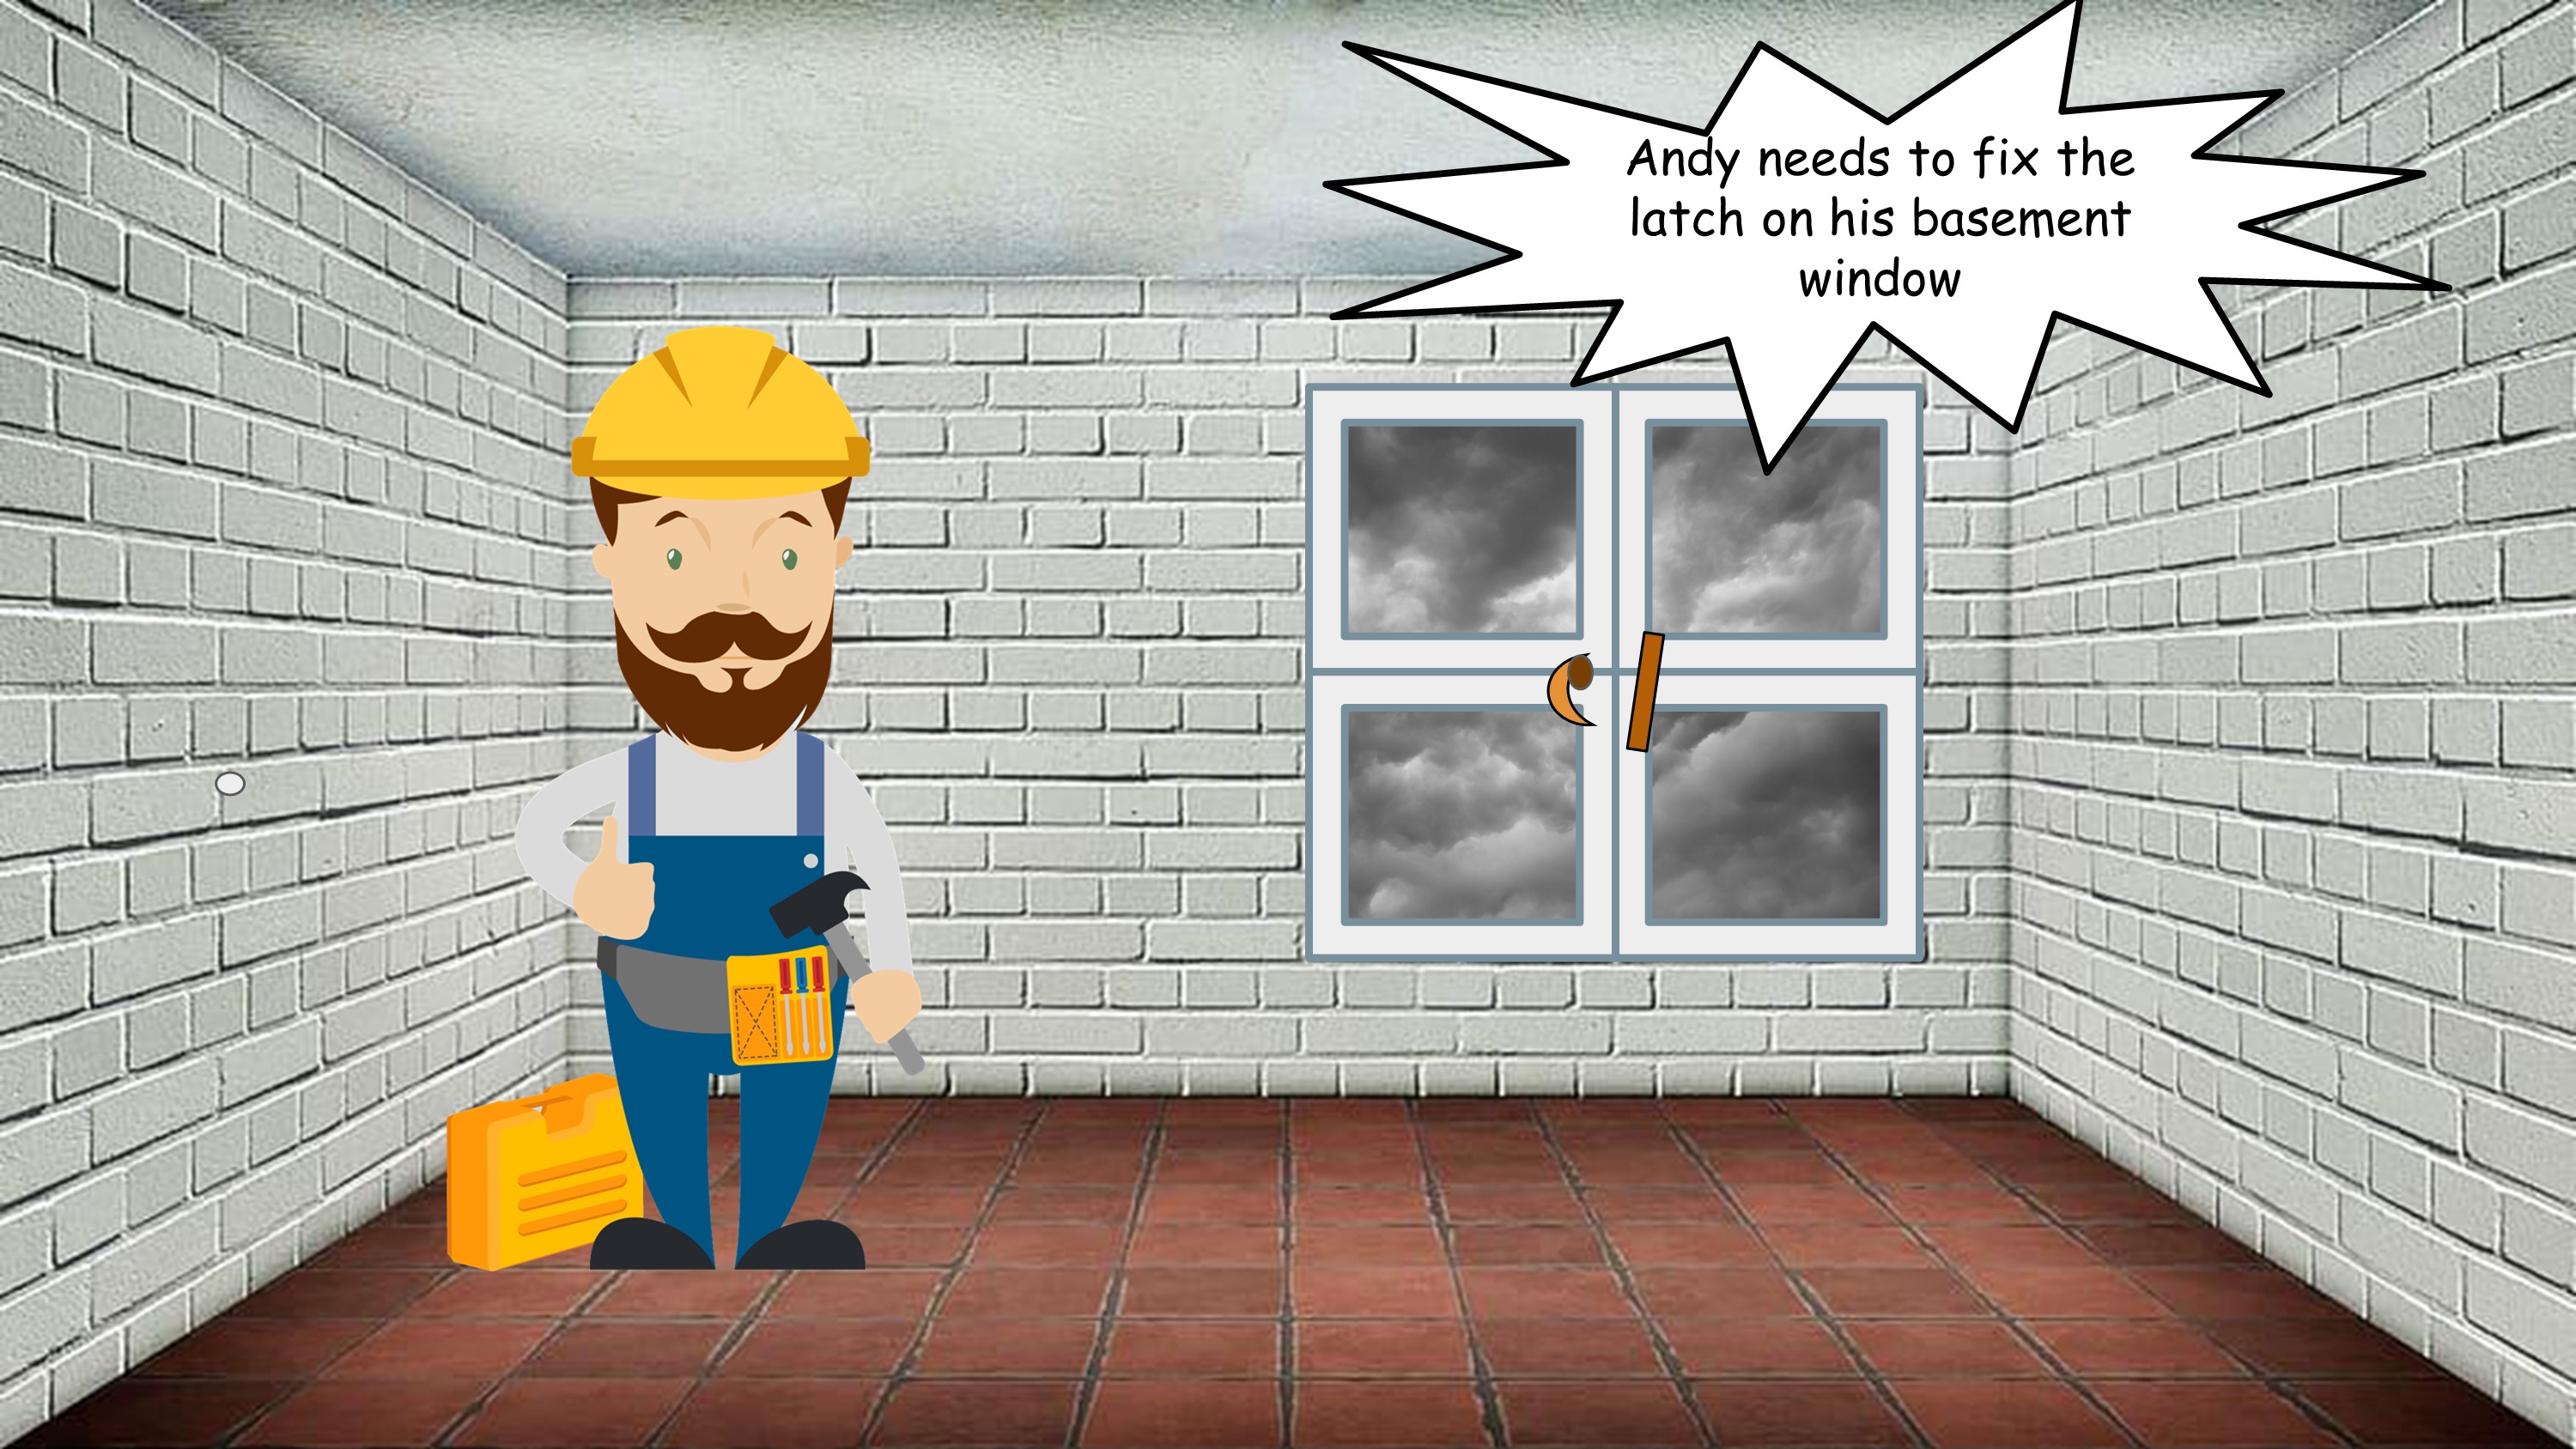 Andy needs to fix the
latch on his basement
window